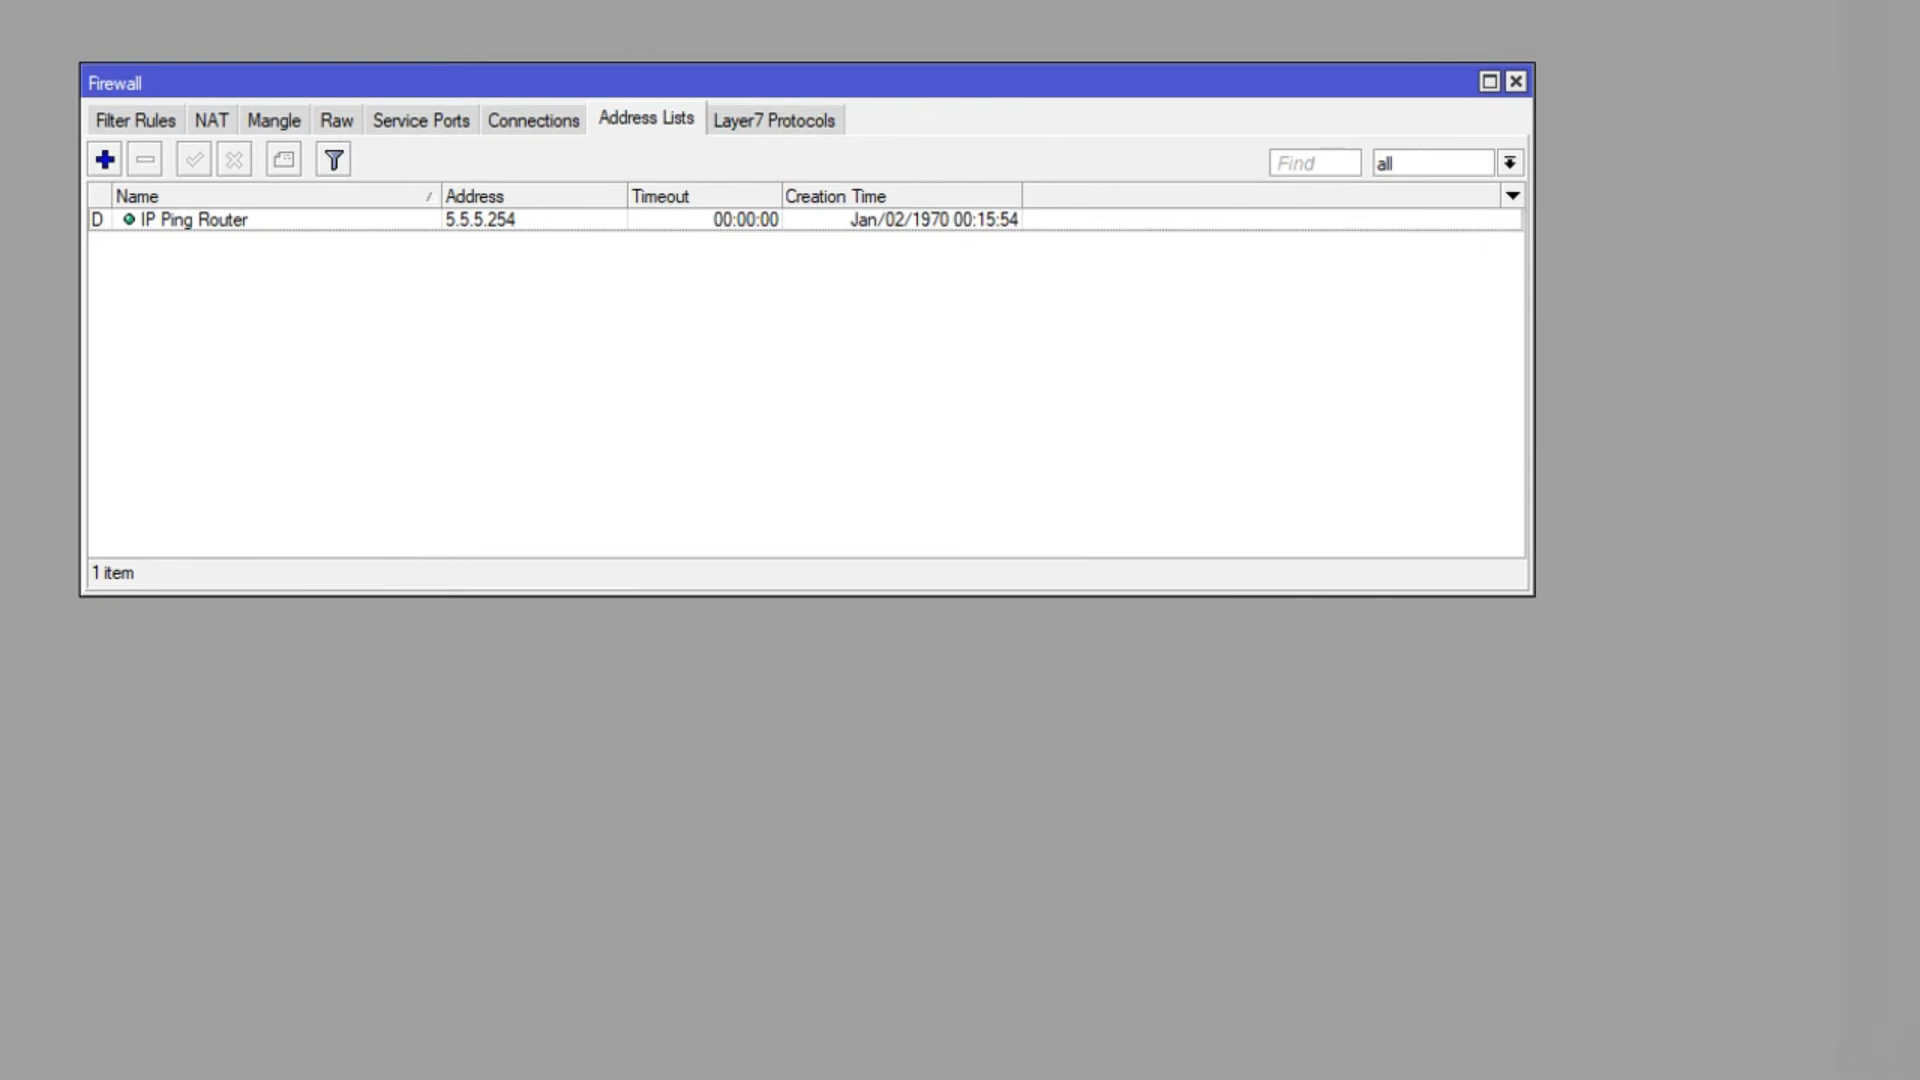 Firewall
Filter Rules NAT Mangle Raw Service Ports Connections Address Lists Layer7 Protocols
Find all
Name Address Timeout Creation Time
D IP Ping Router 5.5.5.254 00:00:00 Jan/02/1970 00:15:54
1 item